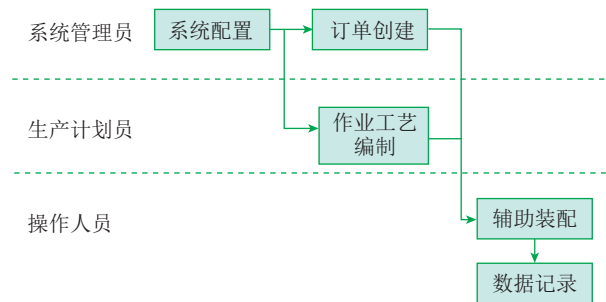 系统管理员
系统配置
订单创建
生产计划员
作业工艺
编制
操作人员
辅助装配
数据记录